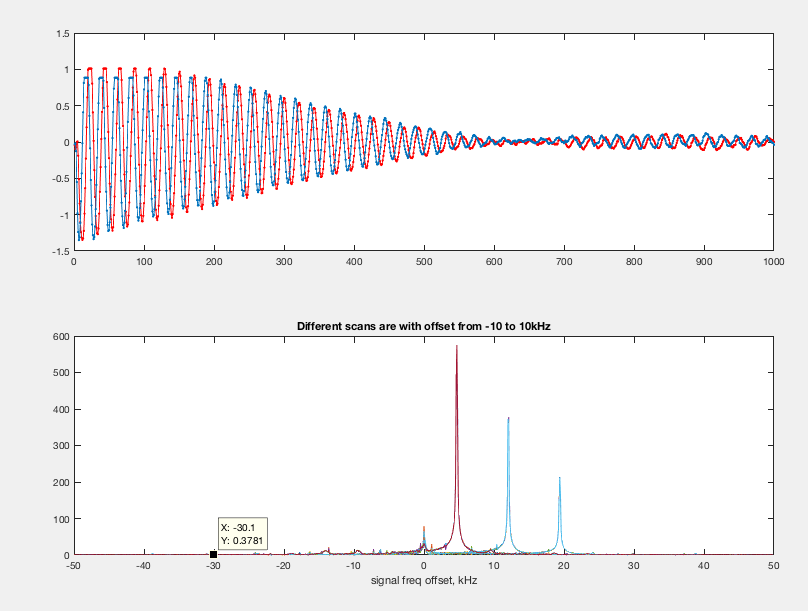 1.5
1
0.5
0
-0.5
-1
-1.5
0 100 200 300 400 500 600 700 800 900 1000
Different scans are with offset from -10 to 10kHz
600
500
400
300
200
100
0
X: -30.1
Y: 0.3781
-50 -40 -30 -20 -10 0 10 20 30 40 50
signal freq offset, kHz